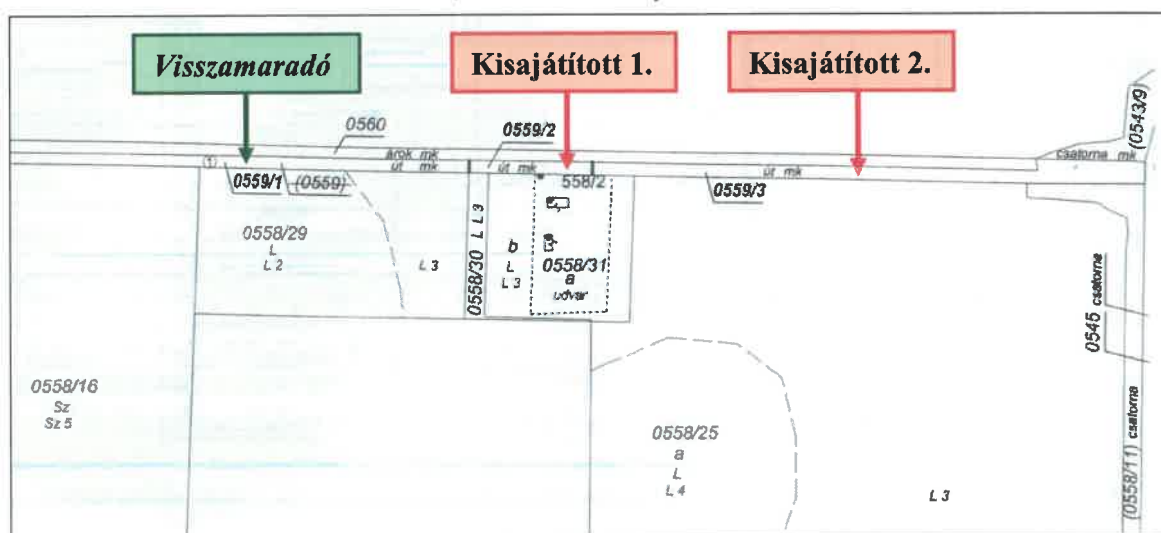 Visszamaradó
Kisajátított 1.
Kisajátított 2.
(0543/9)
0560
0559/2
árok mk
csatorna mk
1
út mk
út mk
út mk
0559/1
(0559)
558/2
0559/3
0558/29
L
L 2
L 3
0558/30 L L 3
b
L
L 3
0558/31
a
udvar
0545 csatorna
0558/16
Sz
Sz 5
0558/25
a
L
L 4
L 3
(0558/11) csatorna